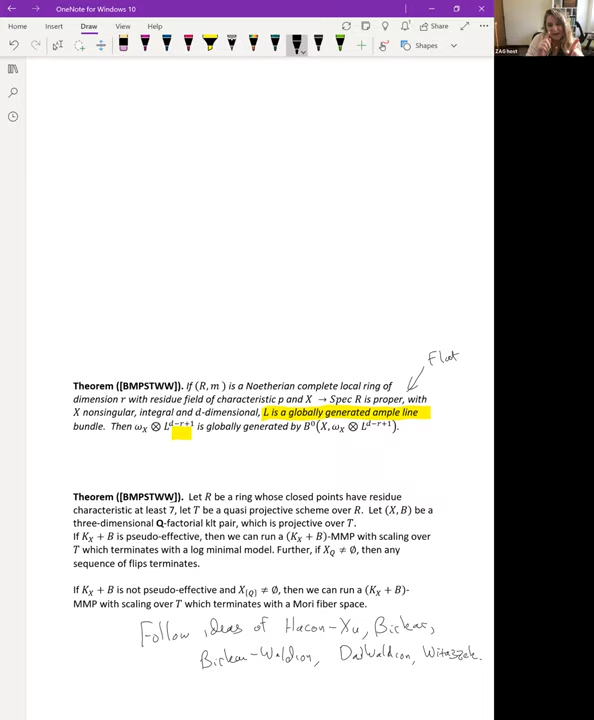 OneNote for Windows 10
Home Insert Draw View Help
Share
Shapes
ZAG host
Flat
Theorem ([BMPSTWW]). If (R, m ) is a Noetherian complete local ring of
dimension r with residue field of characteristic p and X → Spec R is proper, with
X nonsingular, integral and d-dimensional, L is a globally generated ample line
bundle. Then ω_X ⊗ L^{d−r+1} is globally generated by B^0(X, ω_X ⊗ L^{d−r+1}).
Theorem ([BMPSTWW]). Let R be a ring whose closed points have residue
characteristic at least 7, let T be a quasi projective scheme over R. Let (X, B) be a
three-dimensional Q-factorial klt pair, which is projective over T.
If K_X + B is pseudo-effective, then we can run a (K_X + B)-MMP with scaling over
T which terminates with a log minimal model. Further, if X_Q ≠ ∅, then any
sequence of flips terminates.
If K_X + B is not pseudo-effective and X_{Q} ≠ ∅, then we can run a (K_X + B)-
MMP with scaling over T which terminates with a Mori fiber space.
Follow ideas of Hacon-Xu, Birkar,
Birkar-Waldron, Das-Waldron, Witaszek.